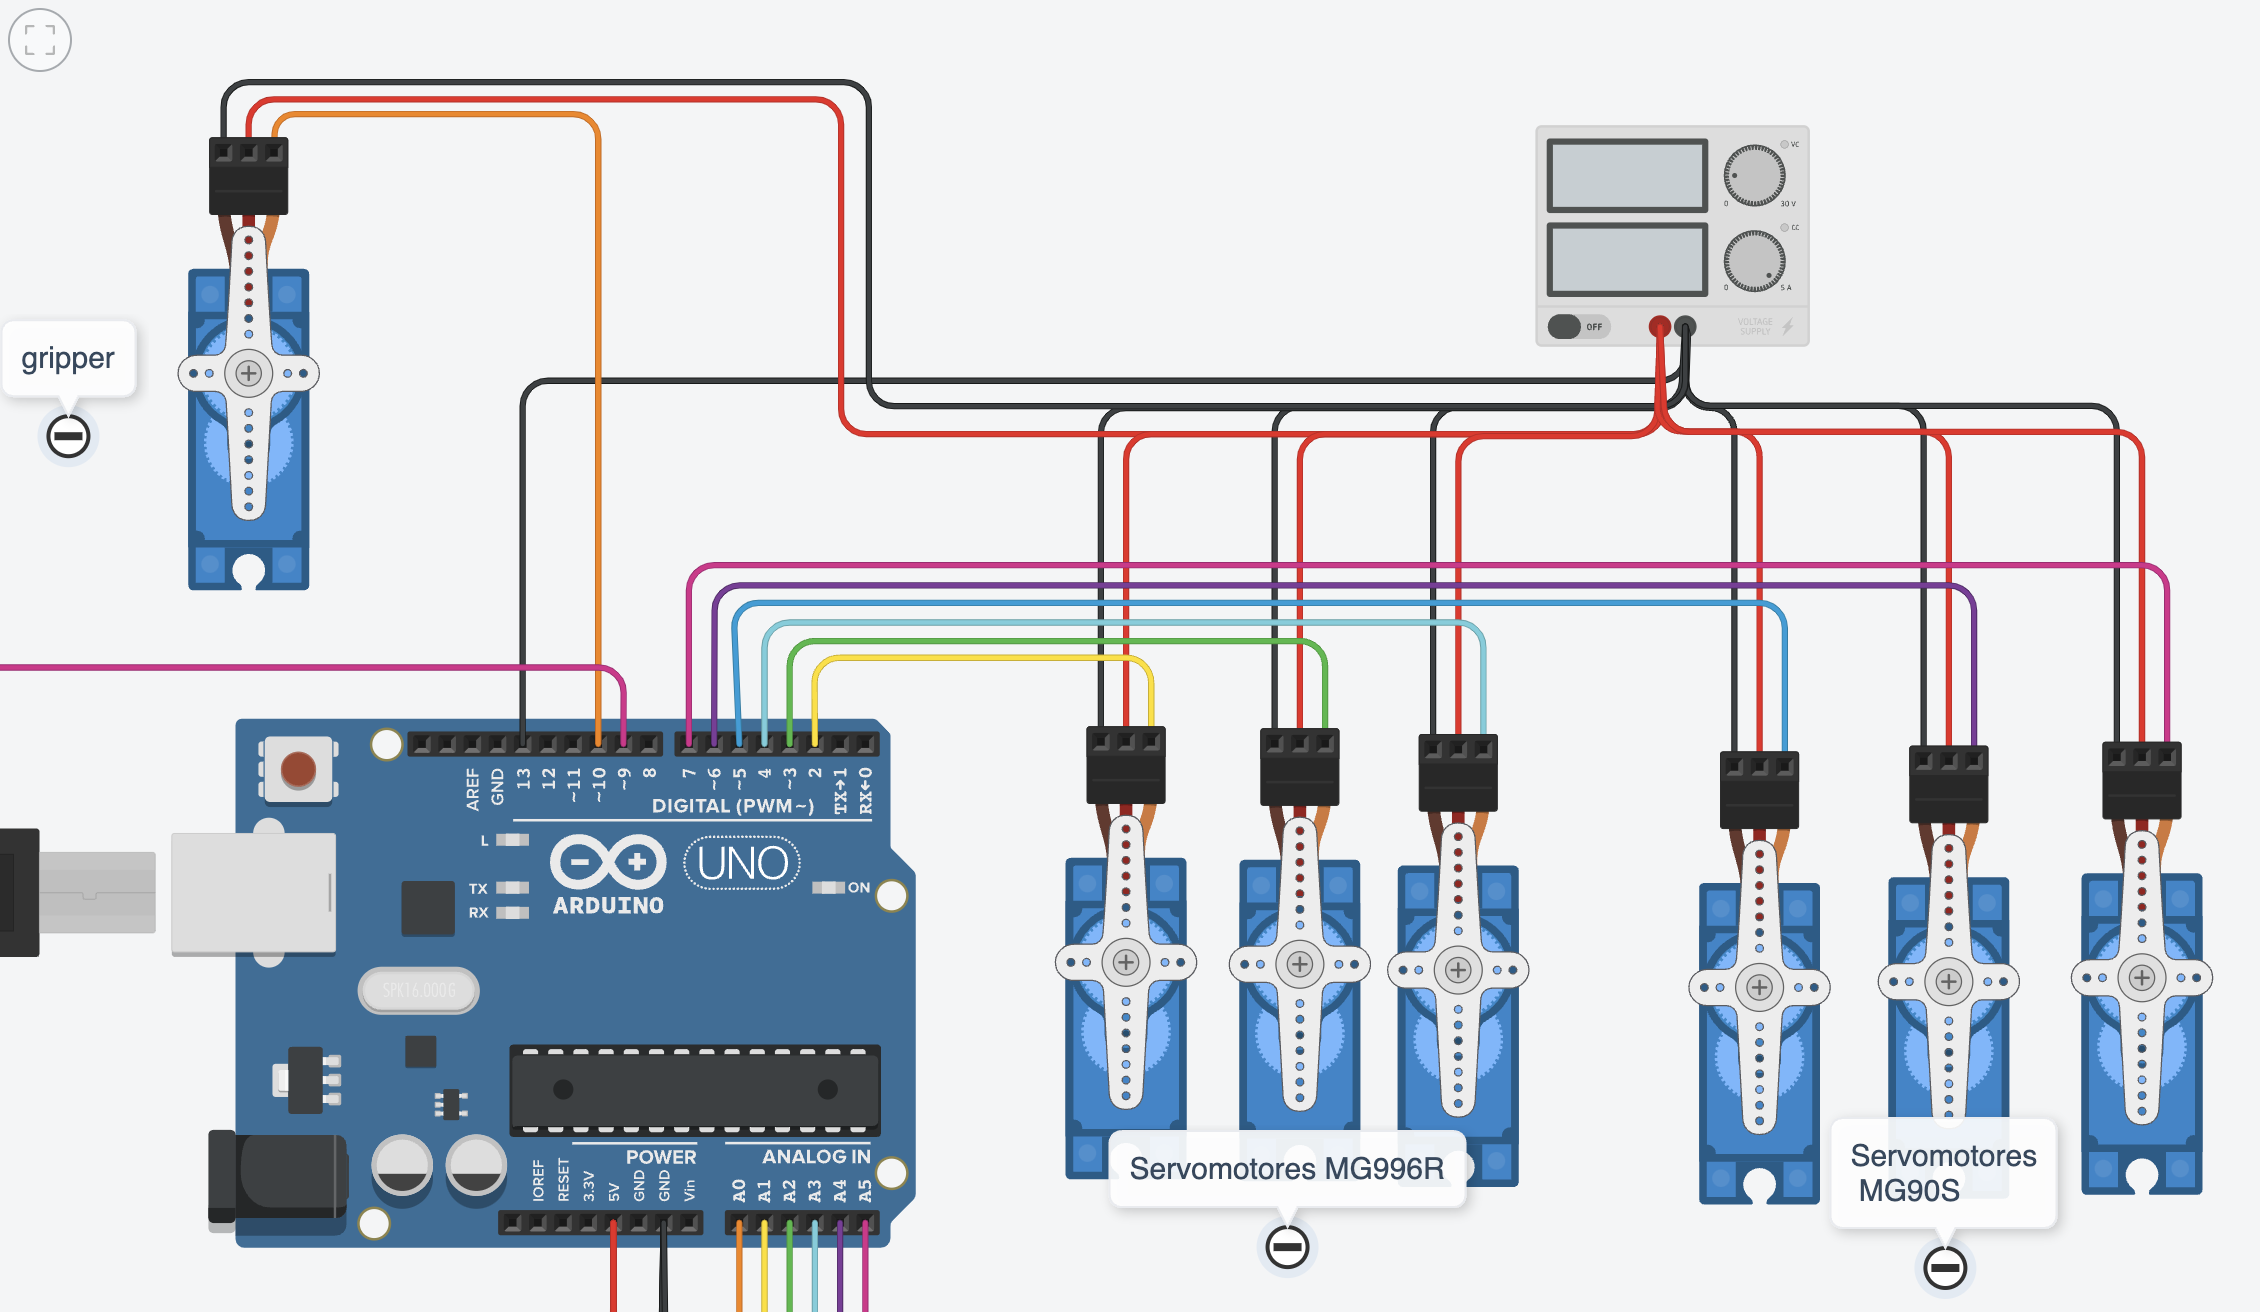 VC
0
30 V
CC
0
5 A
OFF
VOLTAGE
SUPPLY
gripper
AREF
GND
13
12
~11
~10
~9
8
7
~6
~5
4
~3
2
TX→1
RX←0
DIGITAL (PWM ~)
L
TX
RX
UNO
ARDUINO
ON
SPK16.000G
POWER
ANALOG IN
IOREF
RESET
3.3V
5V
GND
GND
Vin
A0
A1
A2
A3
A4
A5
Servomotores MG996R
Servomotores
MG90S